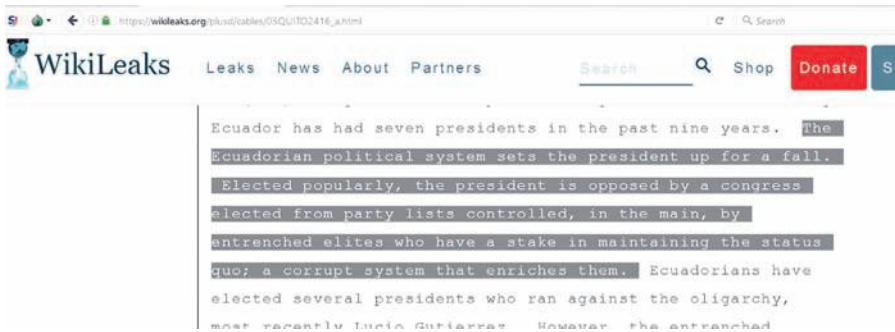 https://wikileaks.org/plusd/cables/05QUITO2416_a.html Search
WikiLeaks Leaks News About Partners Search Shop Donate S
Ecuador has had seven presidents in the past nine years. The
Ecuadorian political system sets the president up for a fall.
Elected popularly, the president is opposed by a congress
elected from party lists controlled, in the main, by
entrenched elites who have a stake in maintaining the status
quo; a corrupt system that enriches them. Ecuadorians have
elected several presidents who ran against the oligarchy,
most recently Lucio Gutierrez. However, the entrenched